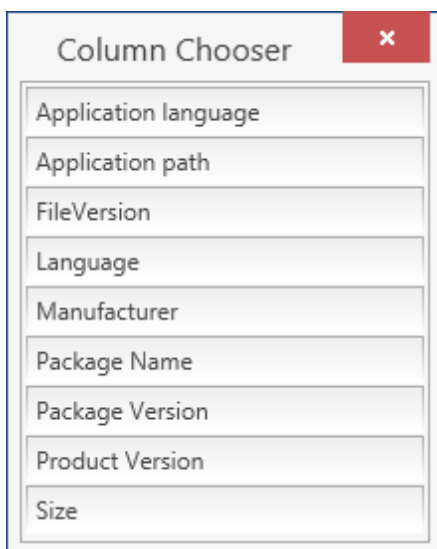 Column Chooser
Application language
Application path
FileVersion
Language
Manufacturer
Package Name
Package Version
Product Version
Size